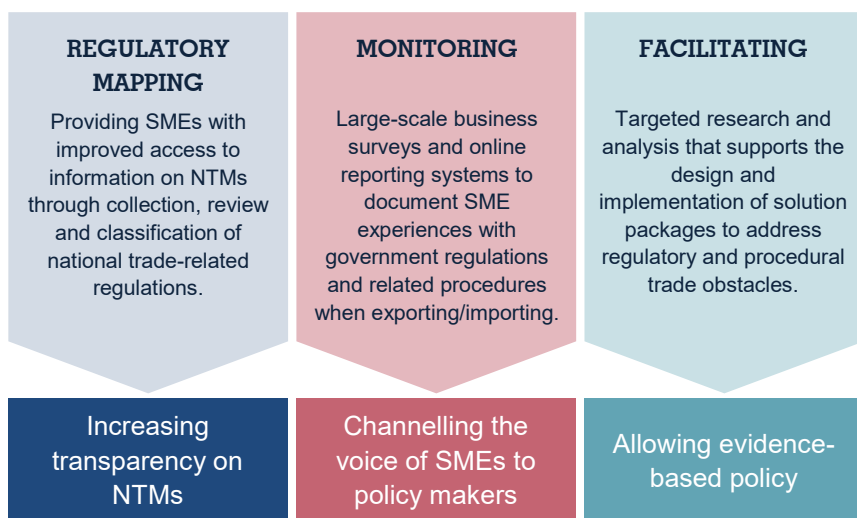 REGULATORY
MAPPING
Providing SMEs with
improved access to
information on NTMs
through collection, review
and classification of
national trade-related
regulations.
Increasing
transparency on
NTMs
MONITORING
Large-scale business
surveys and online
reporting systems to
document SME
experiences with
government regulations
and related procedures
when exporting/importing.
Channelling the
voice of SMEs to
policy makers
FACILITATING
Targeted research and
analysis that supports the
design and
implementation of solution
packages to address
regulatory and procedural
trade obstacles.
Allowing evidence-
based policy